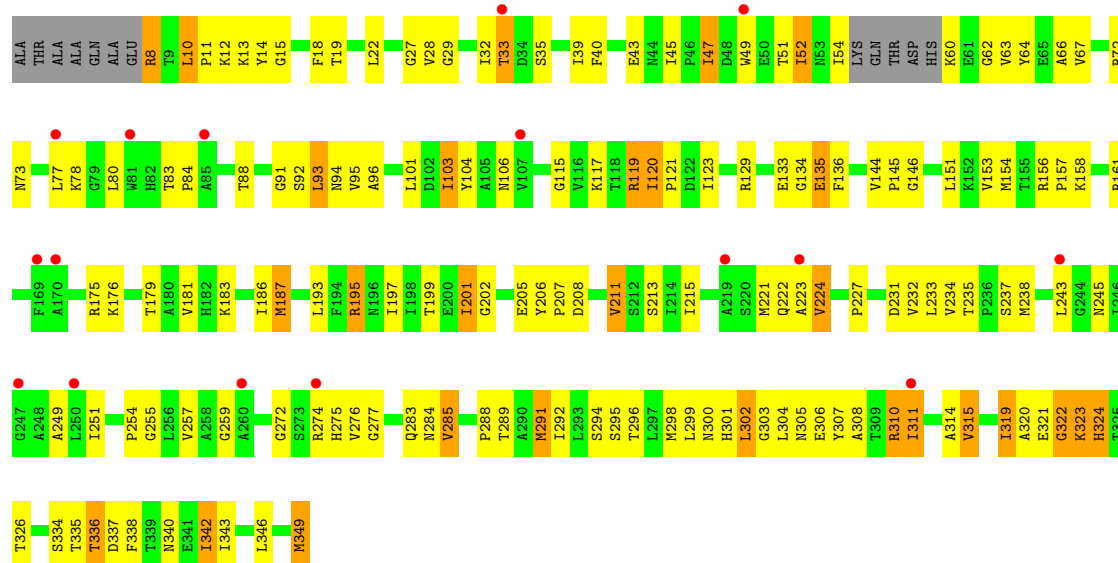 ALA THR ALA ALA ALA GLN GLN ALA GLU R8 T9 L10 P11 K12 K13 Y14 G15 F18 T19 L22 G27 V28 G29 I32 T33 D34 S35 I39 F40 E43 N44 I45 P46 I47 D48 W49 E50 T51 I52 N53 I54 LYS GLN THR ASP HIS K60 E61 G62 V63 Y64 E65 A66 V67
N73 L77 K78 G79 L80 W81 H82 T83 P84 A85 T88 G91 S92 L93 N94 V95 A96 L101 D102 I103 Y104 A105 N106 V107 G115 V116 K117 T118 R119 I120 P121 D122 I123 R129 E133 G134 E135 F136 V144 P145 G146 L151 K152 V153 M154 T155 R156 P157 K158
F169 A170 R175 K176 T179 A180 V181 H182 K183 I186 M187 L193 F194 R195 N196 I197 I198 T199 E200 I201 G202 E205 Y206 P207 D208 V211 S212 S213 I214 I215 A219 S220 M221 Q222 A223 V224 P227 D231 V232 L233 V234 T235 P236 S237 M238 L243 G244 N245
G247 A248 A249 L250 I251 P254 G255 L256 V257 A258 G259 A260 G272 S273 R274 H275 V276 G277 Q283 N284 V285 P288 T289 A290 M291 I292 L293 S294 S295 T296 L297 M298 L299 N300 H301 L302 G303 L304 N305 E306 Y307 A308 T309 R310 I311 A314 V315 I319 A320 E321 G322 K323 H324 T325
T326 S334 T335 T336 D337 F338 T339 N340 E341 I342 I343 L346 M349